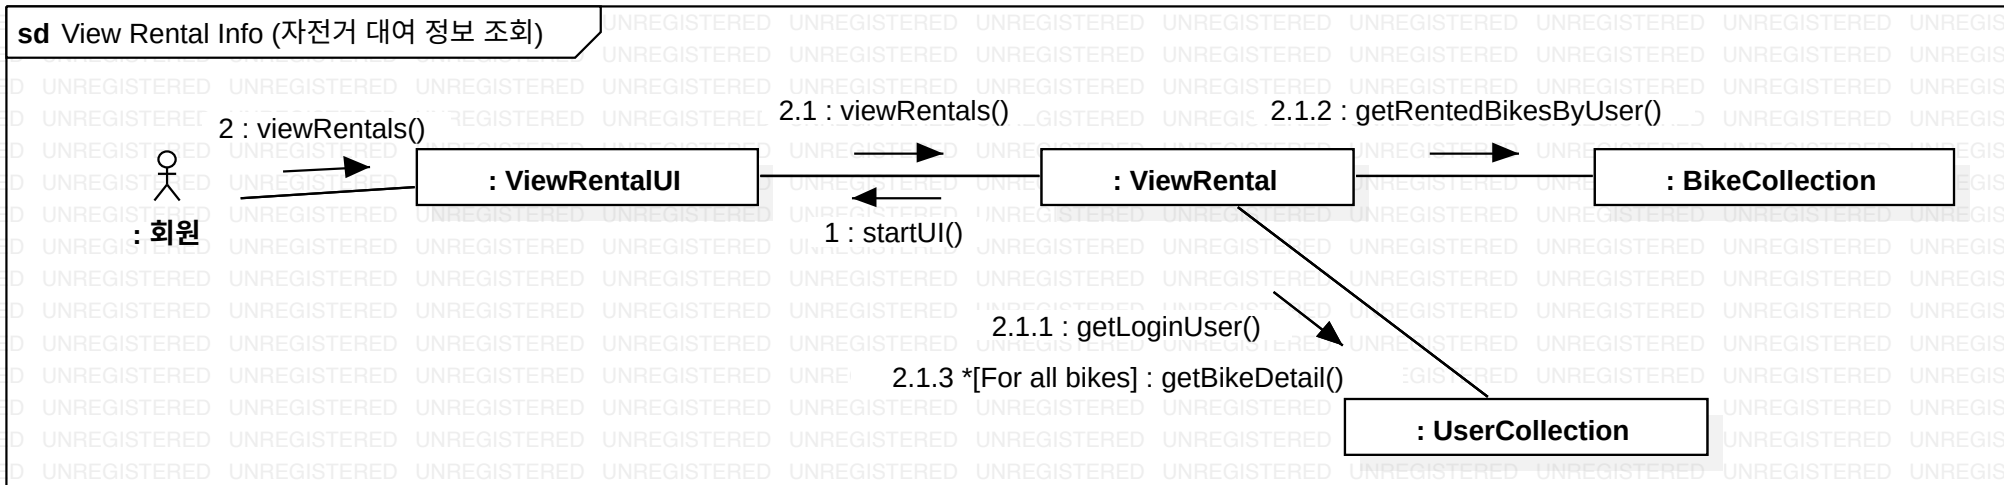 sd View Rental Info (자전거 대여 정보 조회)
2 : viewRentals()
2.1 : viewRentals()
2.1.2 : getRentedBikesByUser()
: ViewRentalUI
: ViewRental
: BikeCollection
: 회원
1 : startUI()
2.1.1 : getLoginUser()
2.1.3 *[For all bikes] : getBikeDetail()
: UserCollection
UNREGISTERED